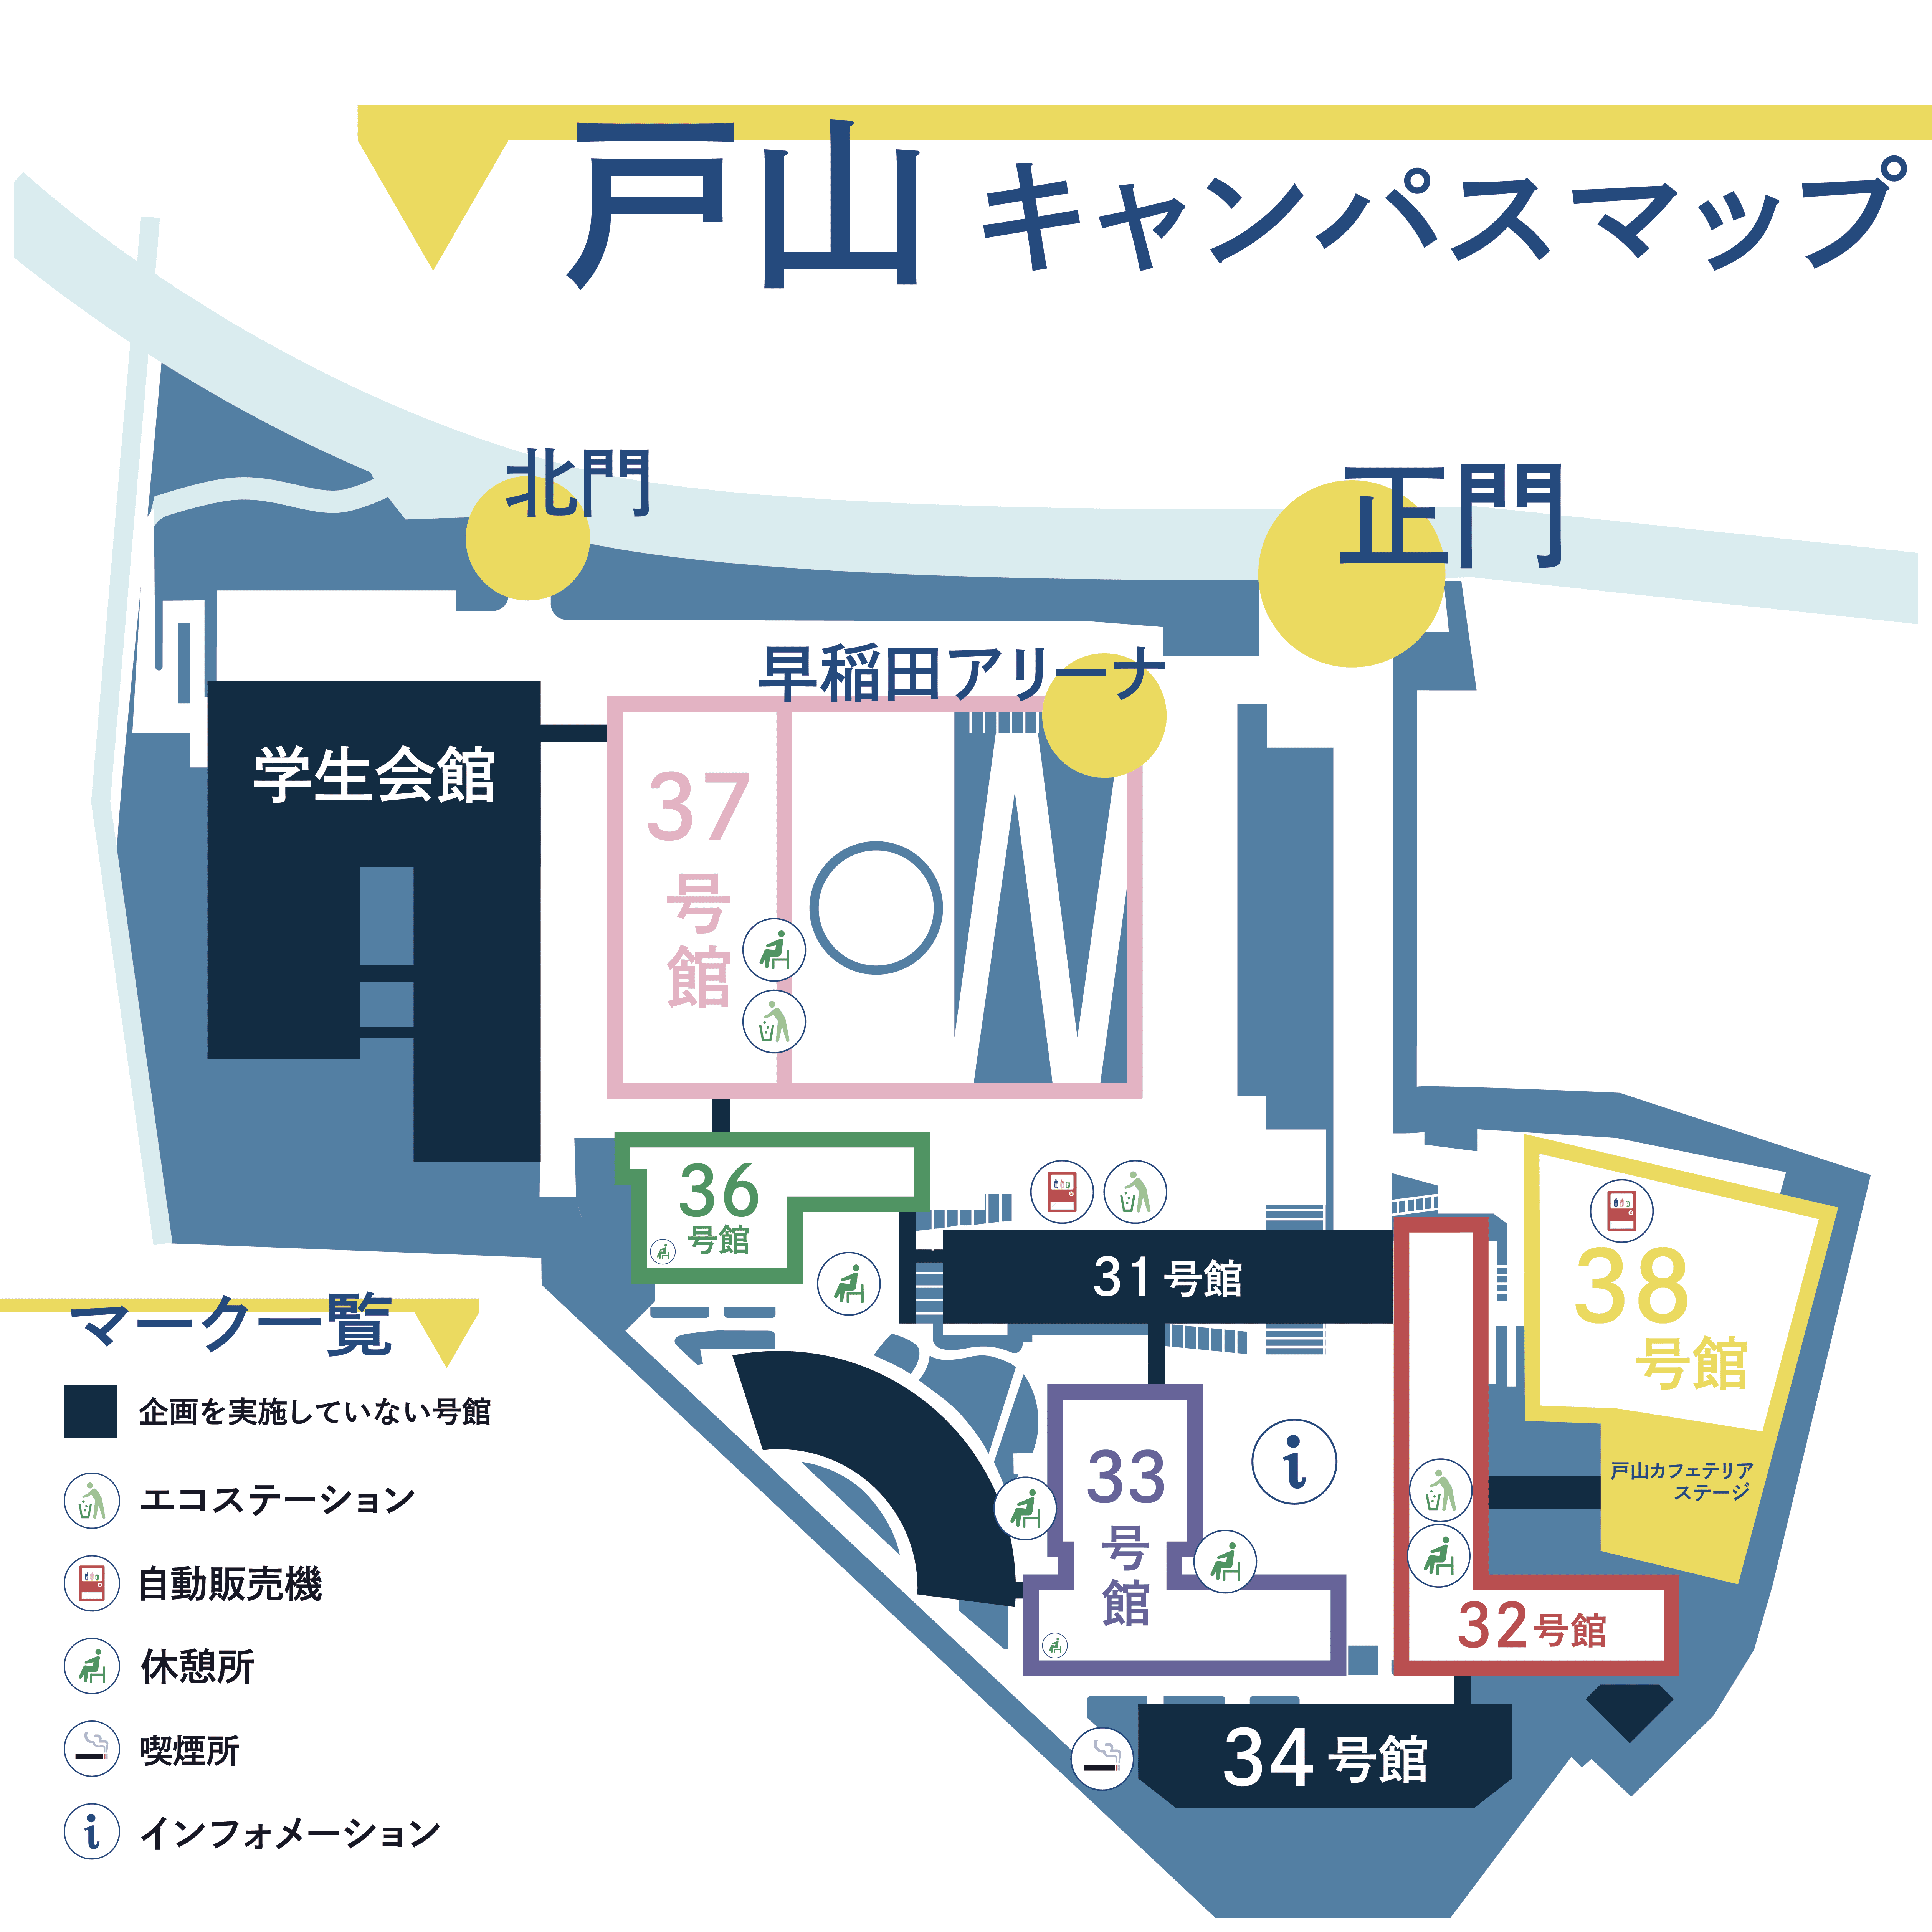 戸山 キャンパスマップ
北門
正門
早稲田アリーナ
学生会館
37
号
館
36
号館
31 号館
38
号館
戸山カフェテリア
ステージ
33
号
館
32号館
34 号館
マーク一覧
企画を実施していない号館
エコステーション
自動販売機
休憩所
喫煙所
インフォメーション